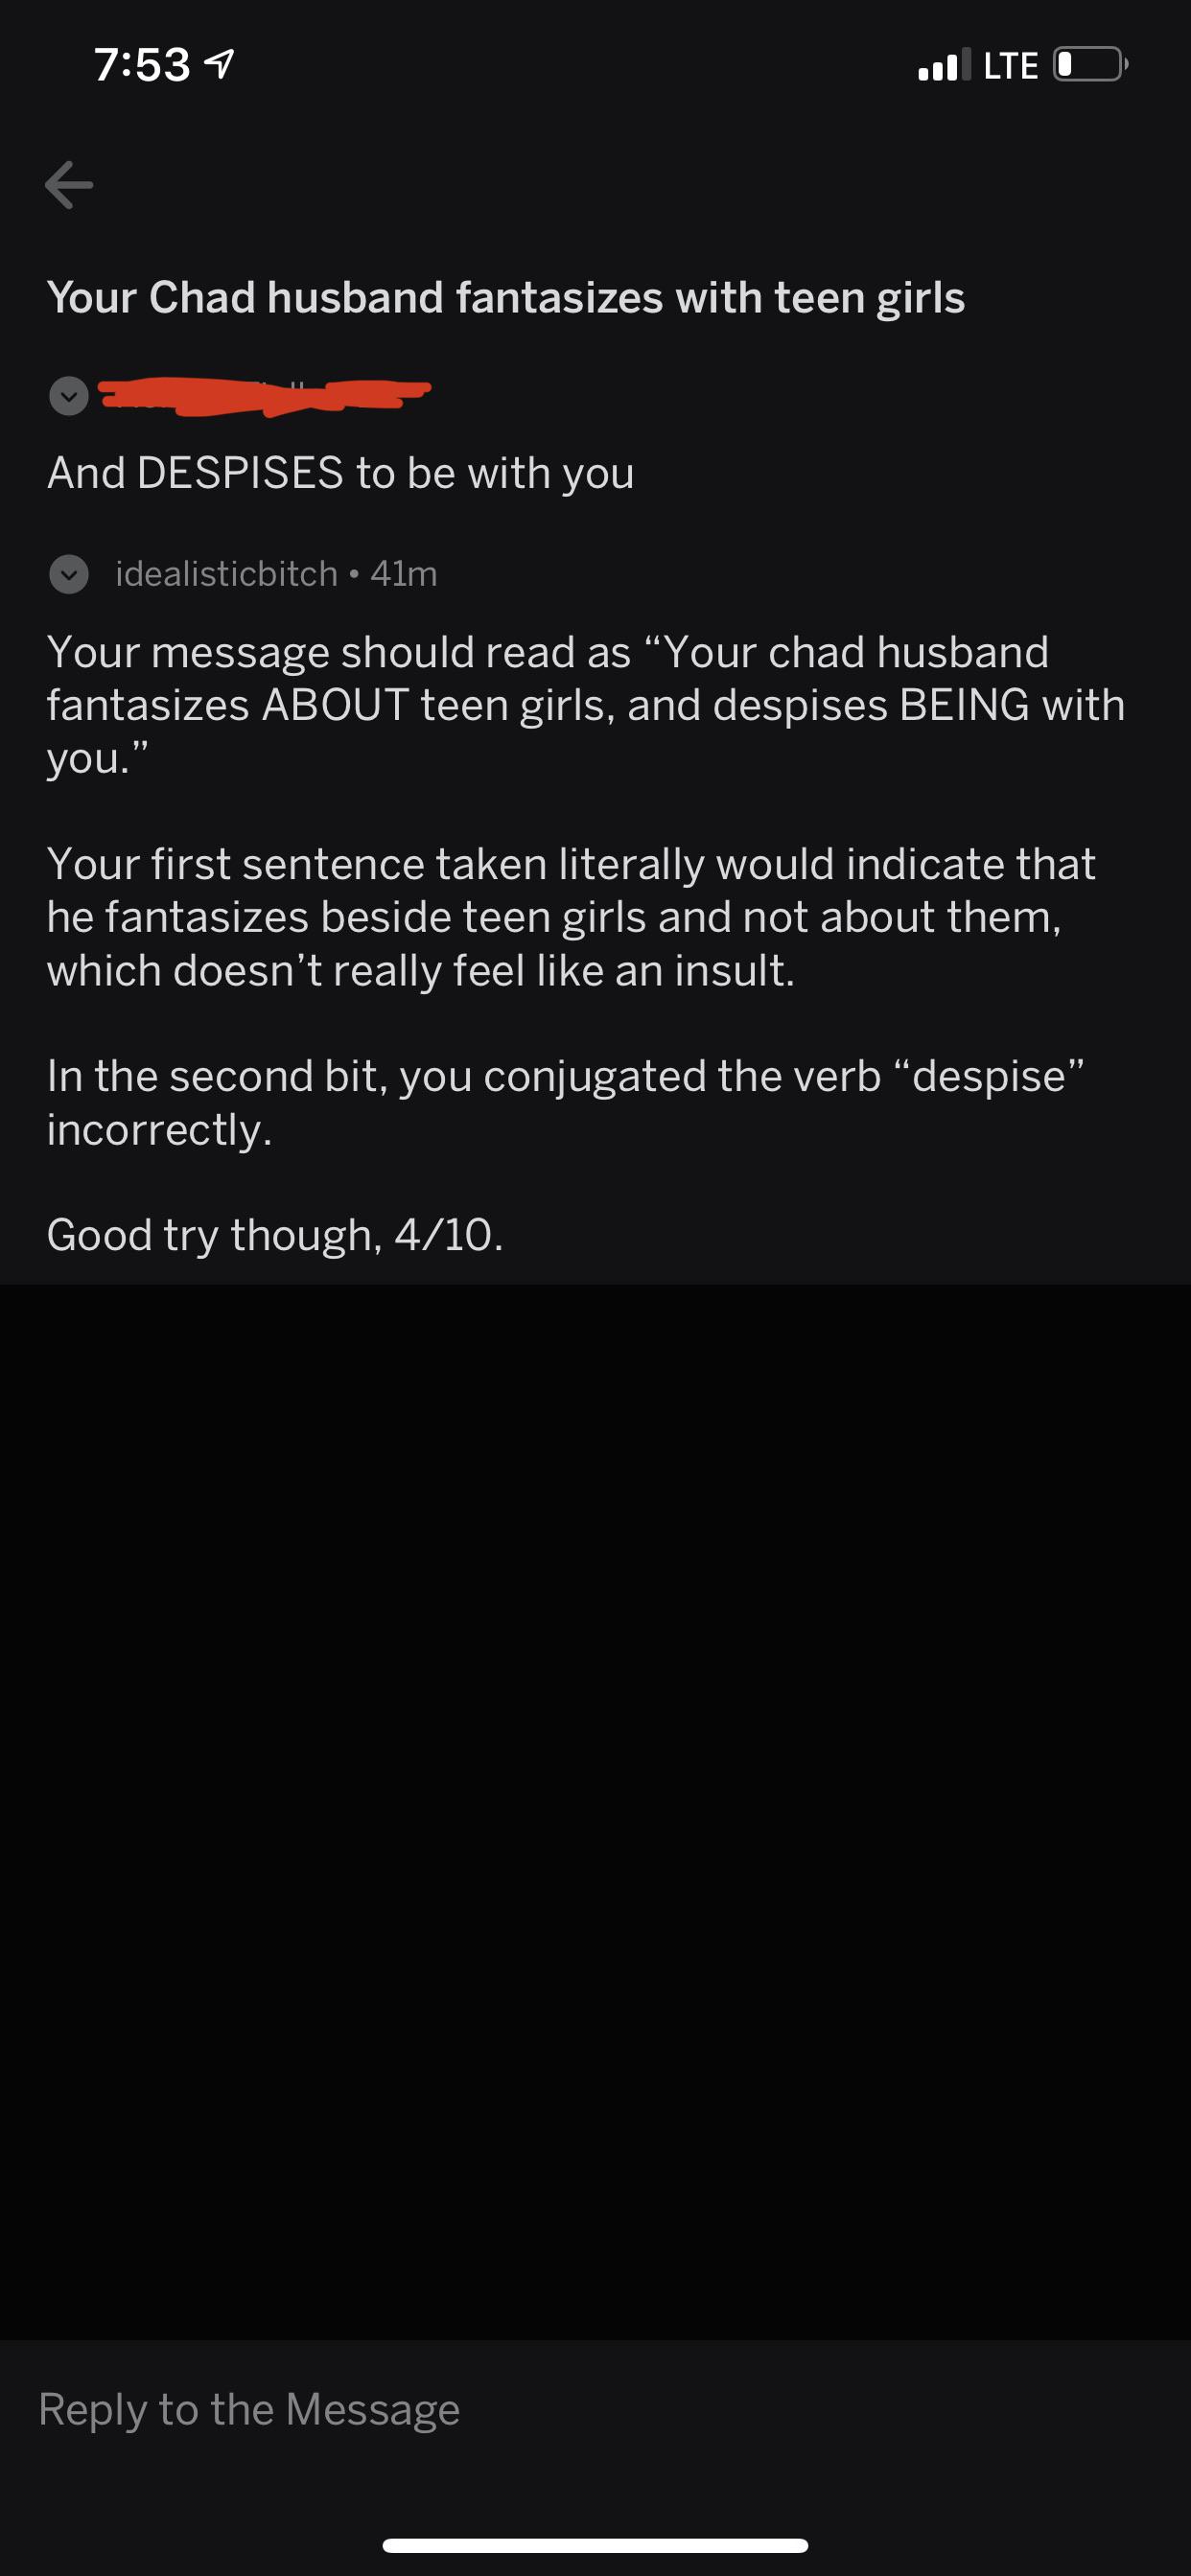 7:53
LTE
Your Chad husband fantasizes with teen girls
And DESPISES to be with you
idealisticbitch • 41m
Your message should read as “Your chad husband
fantasizes ABOUT teen girls, and despises BEING with
you.”
Your first sentence taken literally would indicate that
he fantasizes beside teen girls and not about them,
which doesn’t really feel like an insult.
In the second bit, you conjugated the verb “despise”
incorrectly.
Good try though, 4/10.
Reply to the Message